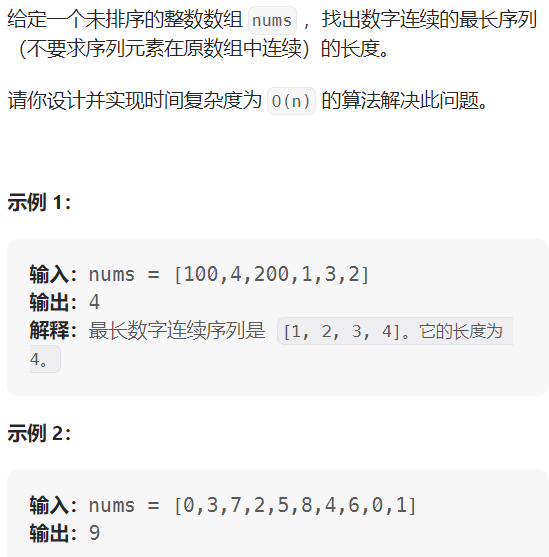 给定一个未排序的整数数组 nums ，找出数字连续的最长序列
（不要求序列元素在原数组中连续）的长度。
请你设计并实现时间复杂度为 O(n) 的算法解决此问题。
示例 1：
输入：nums = [100,4,200,1,3,2]
输出：4
解释：最长数字连续序列是 [1, 2, 3, 4]。它的长度为
4。
示例 2：
输入：nums = [0,3,7,2,5,8,4,6,0,1]
输出：9